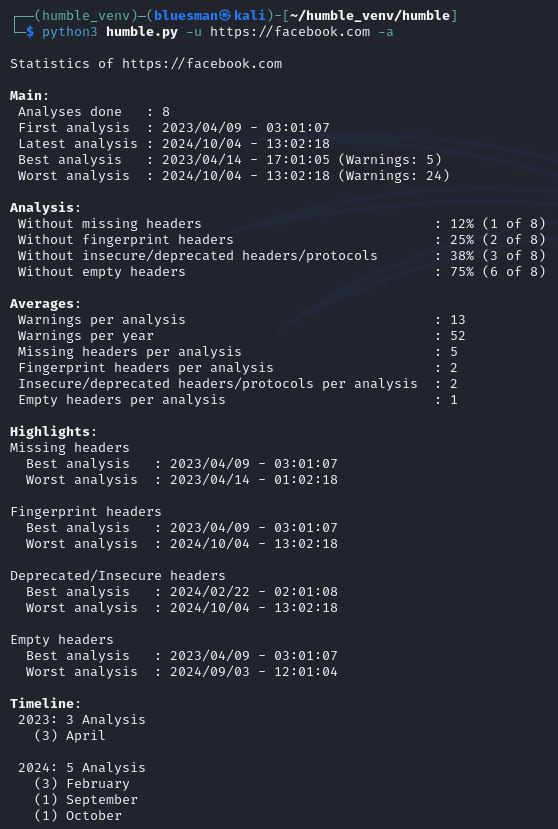 ┌──(humble_venv)─(bluesman㉿kali)-[~/humble_venv/humble]
└─$ python3 humble.py -u https://facebook.com -a

Statistics of https://facebook.com

Main:
 Analyses done   : 8
 First analysis  : 2023/04/09 - 03:01:07
 Latest analysis : 2024/10/04 - 13:02:18
 Best analysis   : 2023/04/14 - 17:01:05 (Warnings: 5)
 Worst analysis  : 2024/10/04 - 13:02:18 (Warnings: 24)

Analysis:
 Without missing headers                             : 12% (1 of 8)
 Without fingerprint headers                         : 25% (2 of 8)
 Without insecure/deprecated headers/protocols       : 38% (3 of 8)
 Without empty headers                               : 75% (6 of 8)

Averages:
 Warnings per analysis                               : 13
 Warnings per year                                   : 52
 Missing headers per analysis                        : 5
 Fingerprint headers per analysis                    : 2
 Insecure/deprecated headers/protocols per analysis  : 2
 Empty headers per analysis                          : 1

Highlights:
Missing headers
  Best analysis   : 2023/04/09 - 03:01:07
  Worst analysis  : 2023/04/14 - 01:02:18

Fingerprint headers
  Best analysis   : 2023/04/09 - 03:01:07
  Worst analysis  : 2024/10/04 - 13:02:18

Deprecated/Insecure headers
  Best analysis   : 2024/02/22 - 02:01:08
  Worst analysis  : 2024/10/04 - 13:02:18

Empty headers
  Best analysis   : 2023/04/09 - 03:01:07
  Worst analysis  : 2024/09/03 - 12:01:04

Timeline:
 2023: 3 Analysis
   (3) April

 2024: 5 Analysis
   (3) February
   (1) September
   (1) October